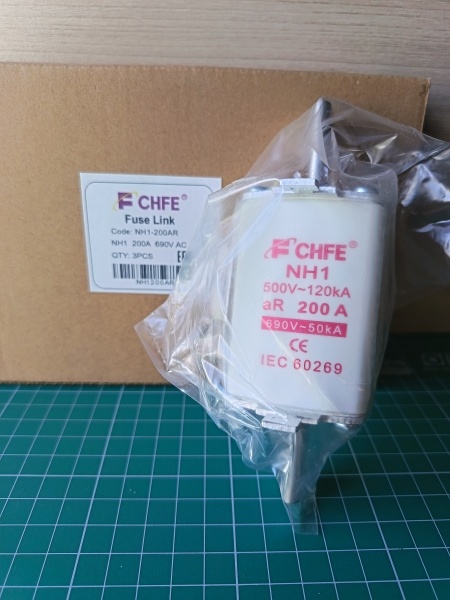 CHFE®
Fuse Link
Code: NH1-200AR
NH1 200A 690V AC
QTY: 3PCS
NH1200AR
CHFE®
NH1
500V~120kA
aR 200 A
690V~50kA
CE
IEC 60269